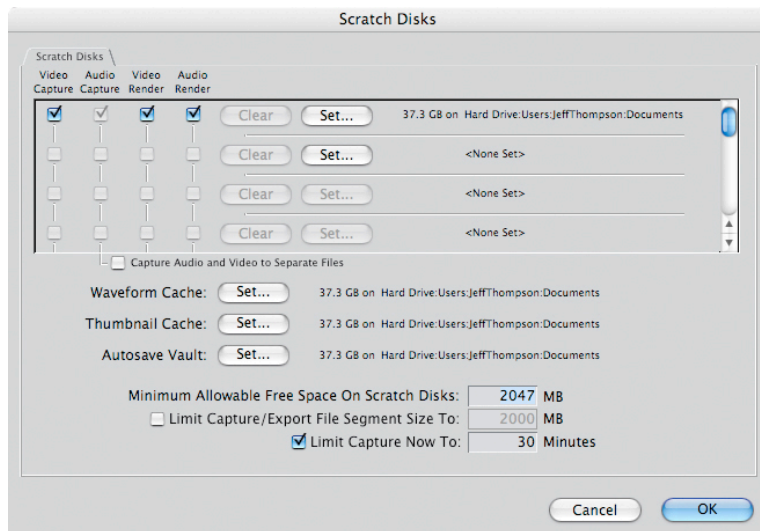 Scratch Disks
Scratch Disks
Video Capture Audio Capture Video Render Audio Render
Clear Set... 37.3 GB on Hard Drive:Users:JeffThompson:Documents
Clear Set... <None Set>
Clear Set... <None Set>
Clear Set... <None Set>
Capture Audio and Video to Separate Files
Waveform Cache: Set... 37.3 GB on Hard Drive:Users:JeffThompson:Documents
Thumbnail Cache: Set... 37.3 GB on Hard Drive:Users:JeffThompson:Documents
Autosave Vault: Set... 37.3 GB on Hard Drive:Users:JeffThompson:Documents
Minimum Allowable Free Space On Scratch Disks: 2047 MB
Limit Capture/Export File Segment Size To: 2000 MB
Limit Capture Now To: 30 Minutes
Cancel OK